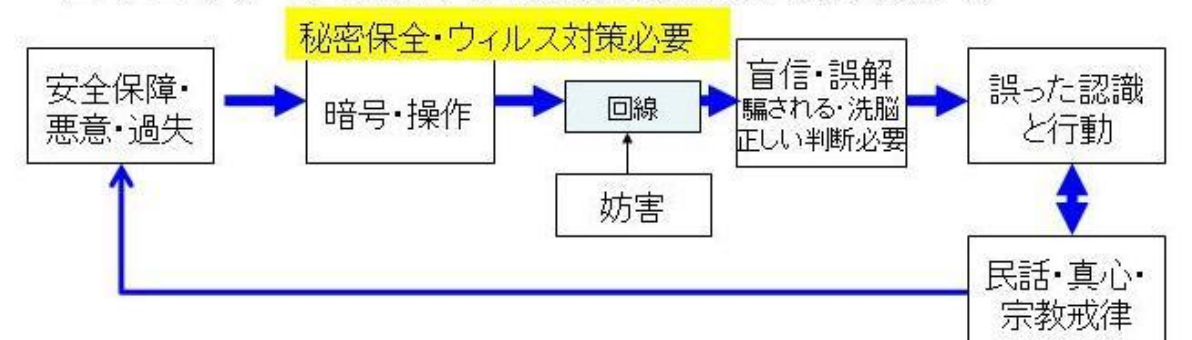 秘密保全・ウィルス対策必要
安全保障・
悪意・過失
暗号・操作
回線
盲信・誤解
騙される・洗脳
正しい判断必要
誤った認識
と行動
妨害
民話・真心・
宗教戒律